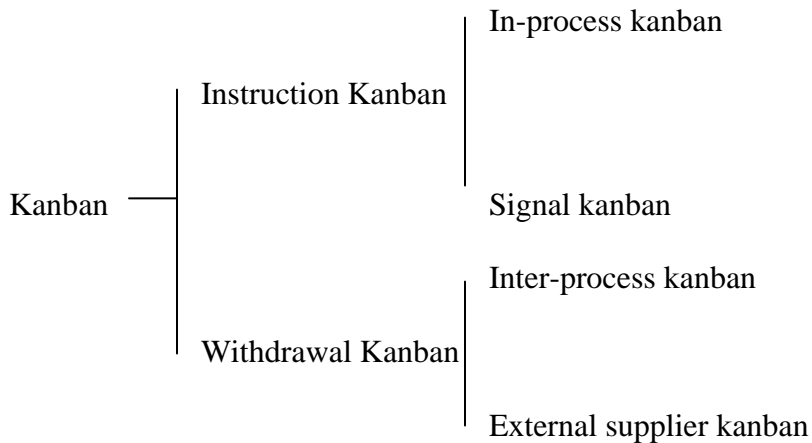 In-process kanban
Instruction Kanban
Kanban
Signal kanban
Inter-process kanban
Withdrawal Kanban
External supplier kanban